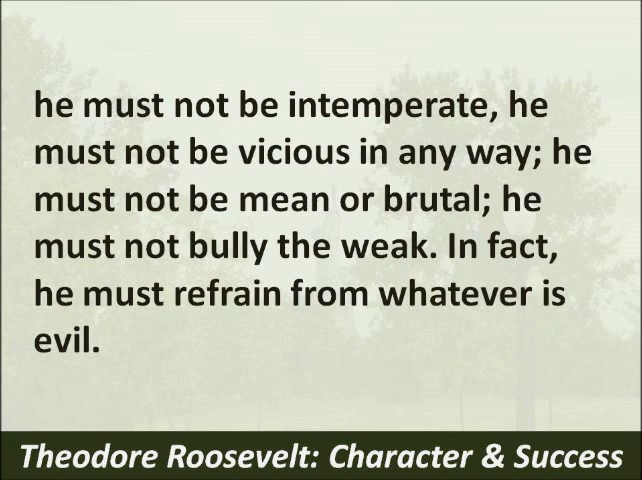 he must not be intemperate, he
must not be vicious in any way; he
must not be mean or brutal; he
must not bully the weak. In fact,
he must refrain from whatever is
evil.
Theodore Roosevelt: Character & Success